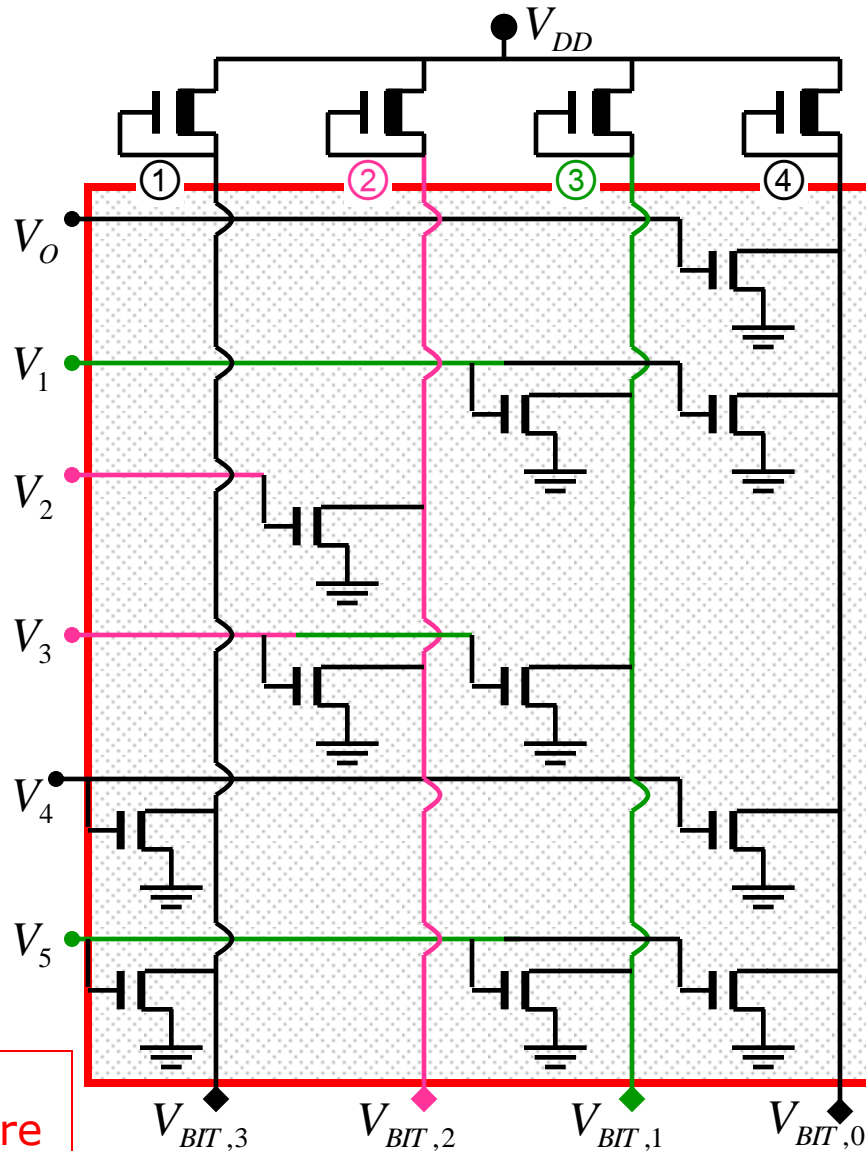 V_DD
① ② ③ ④
V_O
V_1
V_2
V_3
V_4
V_5
V_BIT,3 V_BIT,2 V_BIT,1 V_BIT,0
re